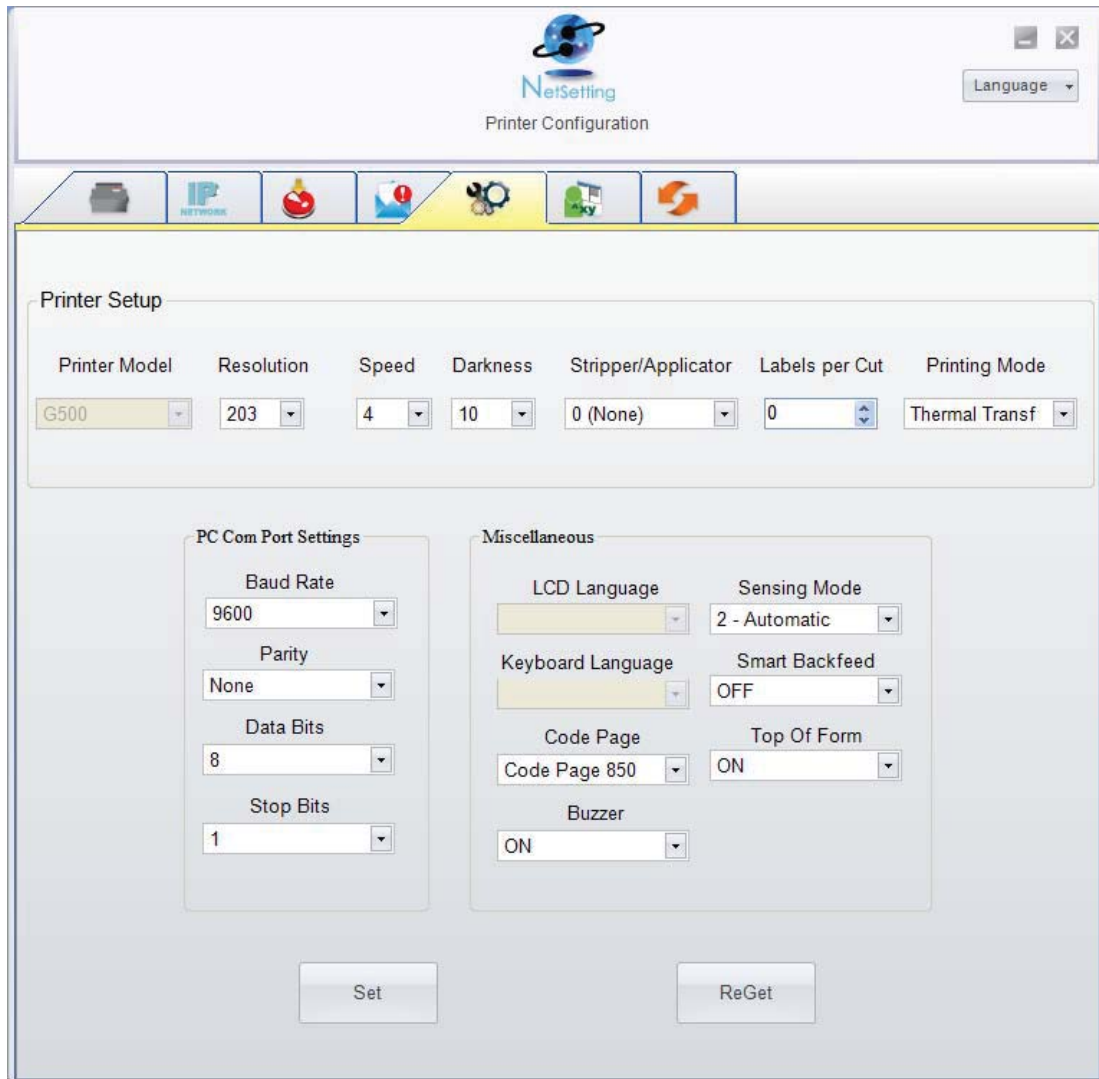 NetSetting
Language
Printer Configuration
IP
NETWORK
^xy
Printer Setup
Printer Model Resolution Speed Darkness Stripper/Applicator Labels per Cut Printing Mode
G500 203 4 10 0 (None) 0 Thermal Transf
PC Com Port Settings
Baud Rate
9600
Parity
None
Data Bits
8
Stop Bits
1
Miscellaneous
LCD Language Sensing Mode
2 - Automatic
Keyboard Language Smart Backfeed
OFF
Code Page Top Of Form
Code Page 850 ON
Buzzer
ON
Set ReGet